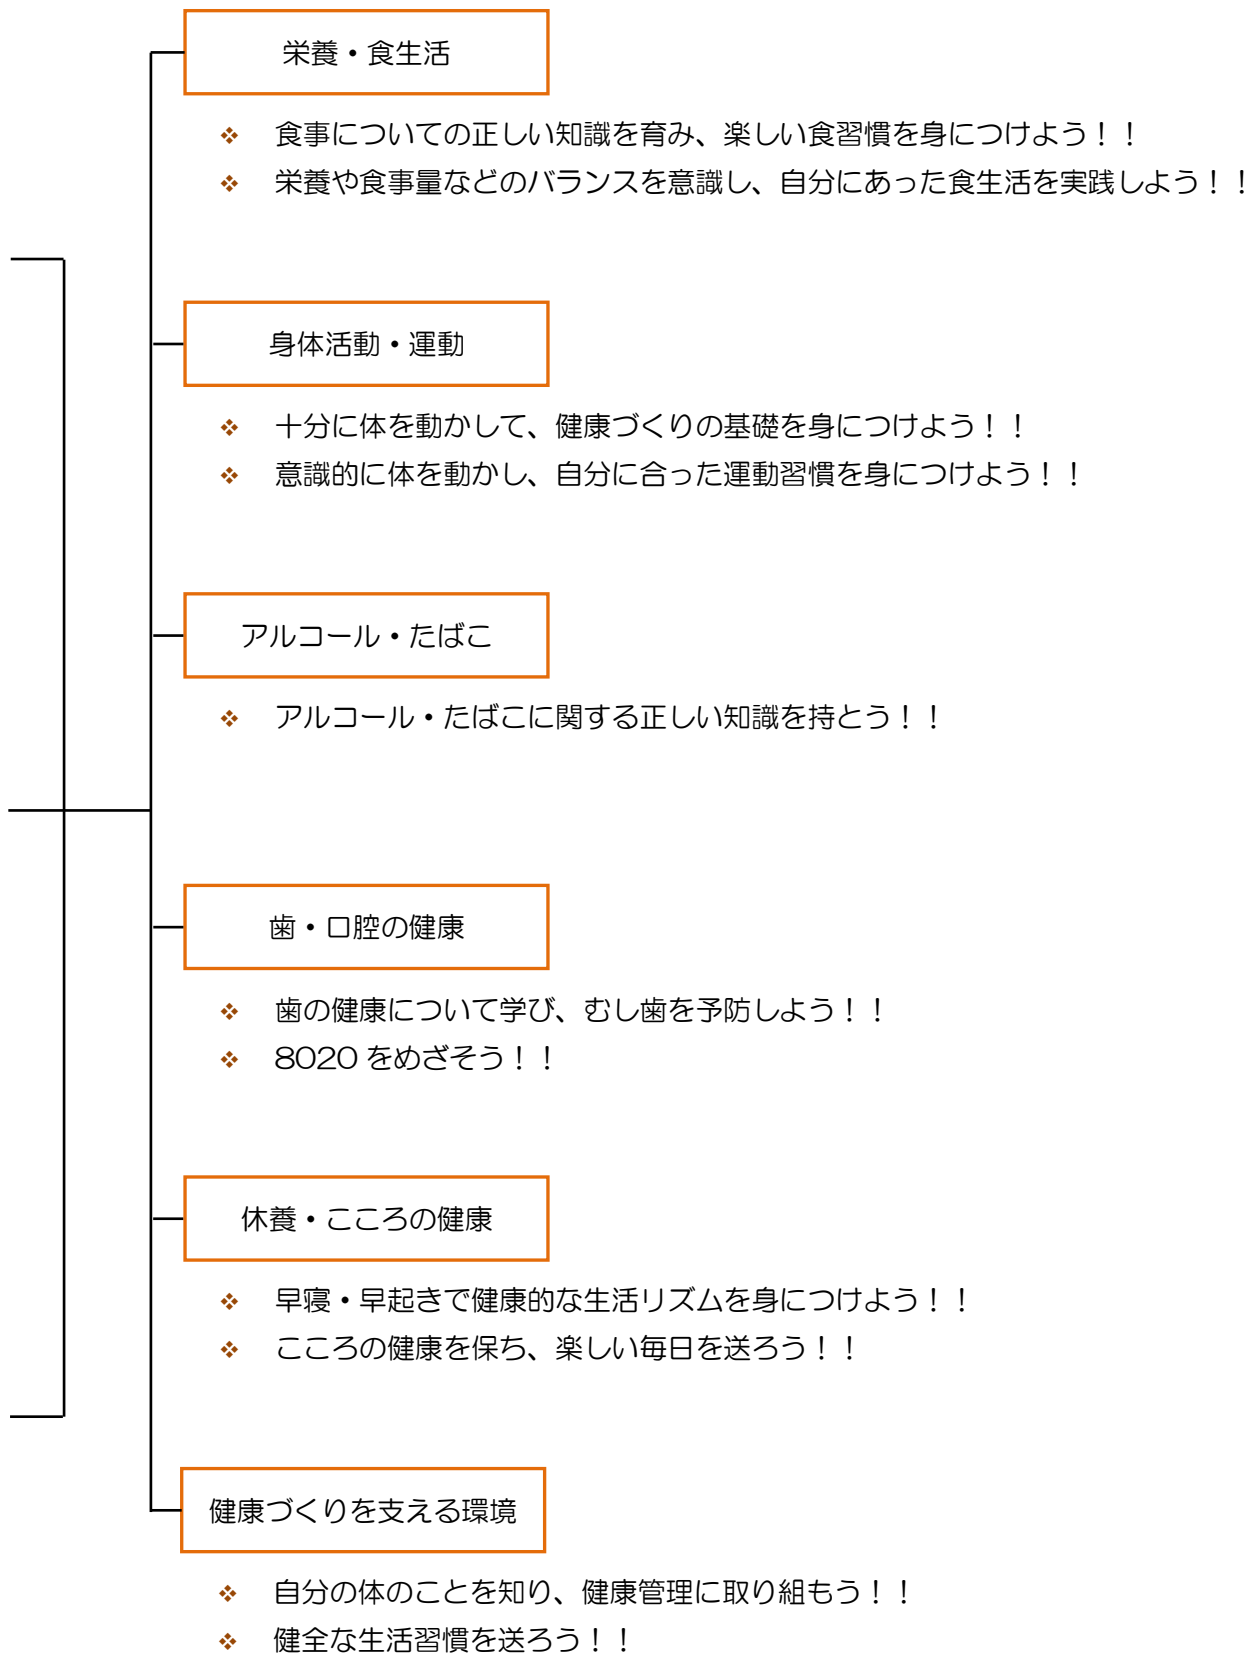 栄養・食生活
❖ 食事についての正しい知識を育み、楽しい食習慣を身につけよう！！
❖ 栄養や食事量などのバランスを意識し、自分にあった食生活を実践しよう！！
身体活動・運動
❖ 十分に体を動かして、健康づくりの基礎を身につけよう！！
❖ 意識的に体を動かし、自分に合った運動習慣を身につけよう！！
アルコール・たばこ
❖ アルコール・たばこに関する正しい知識を持とう！！
歯・口腔の健康
❖ 歯の健康について学び、むし歯を予防しよう！！
❖ 8020 をめざそう！！
休養・こころの健康
❖ 早寝・早起きで健康的な生活リズムを身につけよう！！
❖ こころの健康を保ち、楽しい毎日を送ろう！！
健康づくりを支える環境
❖ 自分の体のことを知り、健康管理に取り組もう！！
❖ 健全な生活習慣を送ろう！！